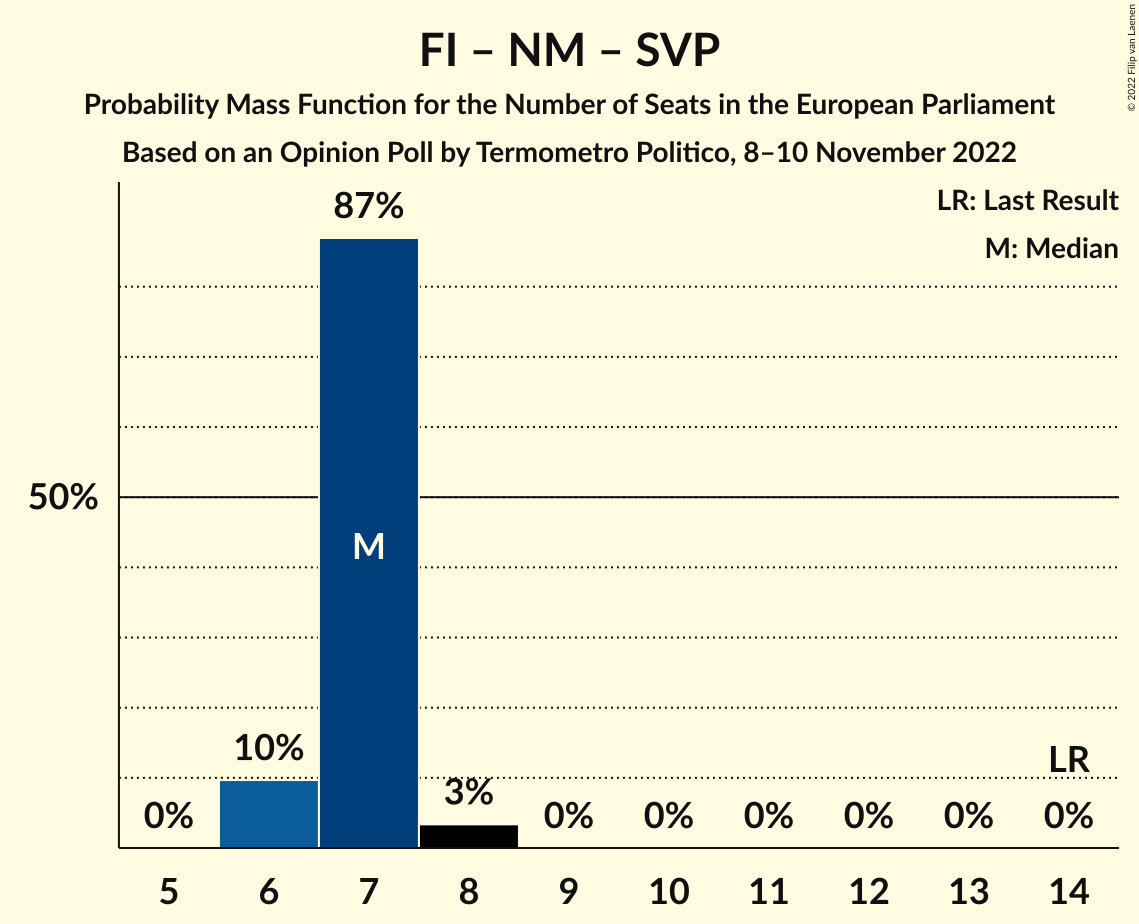 FI – NM – SVP
Probability Mass Function for the Number of Seats in the European Parliament
Based on an Opinion Poll by Termometro Politico, 8–10 November 2022
© 2022 Filip van Laenen
LR: Last Result
M: Median
87%
50%
M
10%
LR
3%
0% 0% 0% 0% 0% 0% 0%
5 6 7 8 9 10 11 12 13 14